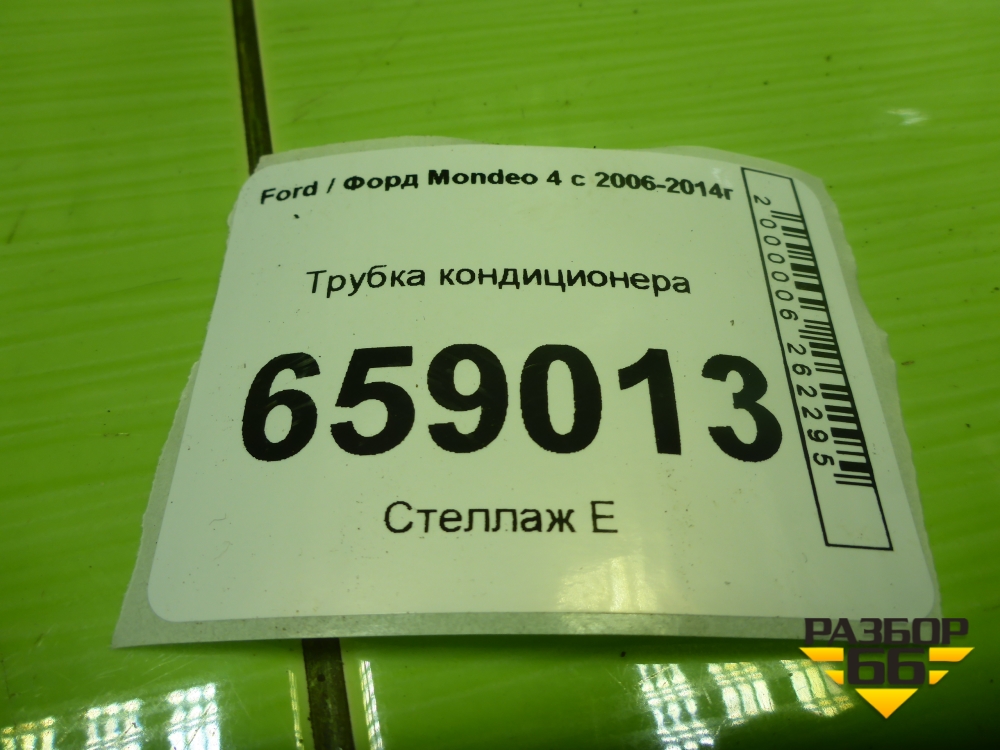 Ford / Форд Mondeo 4 с 2006-2014г
Трубка кондиционера
659013
Стеллаж Е
2000006262295
РАЗБОР
66